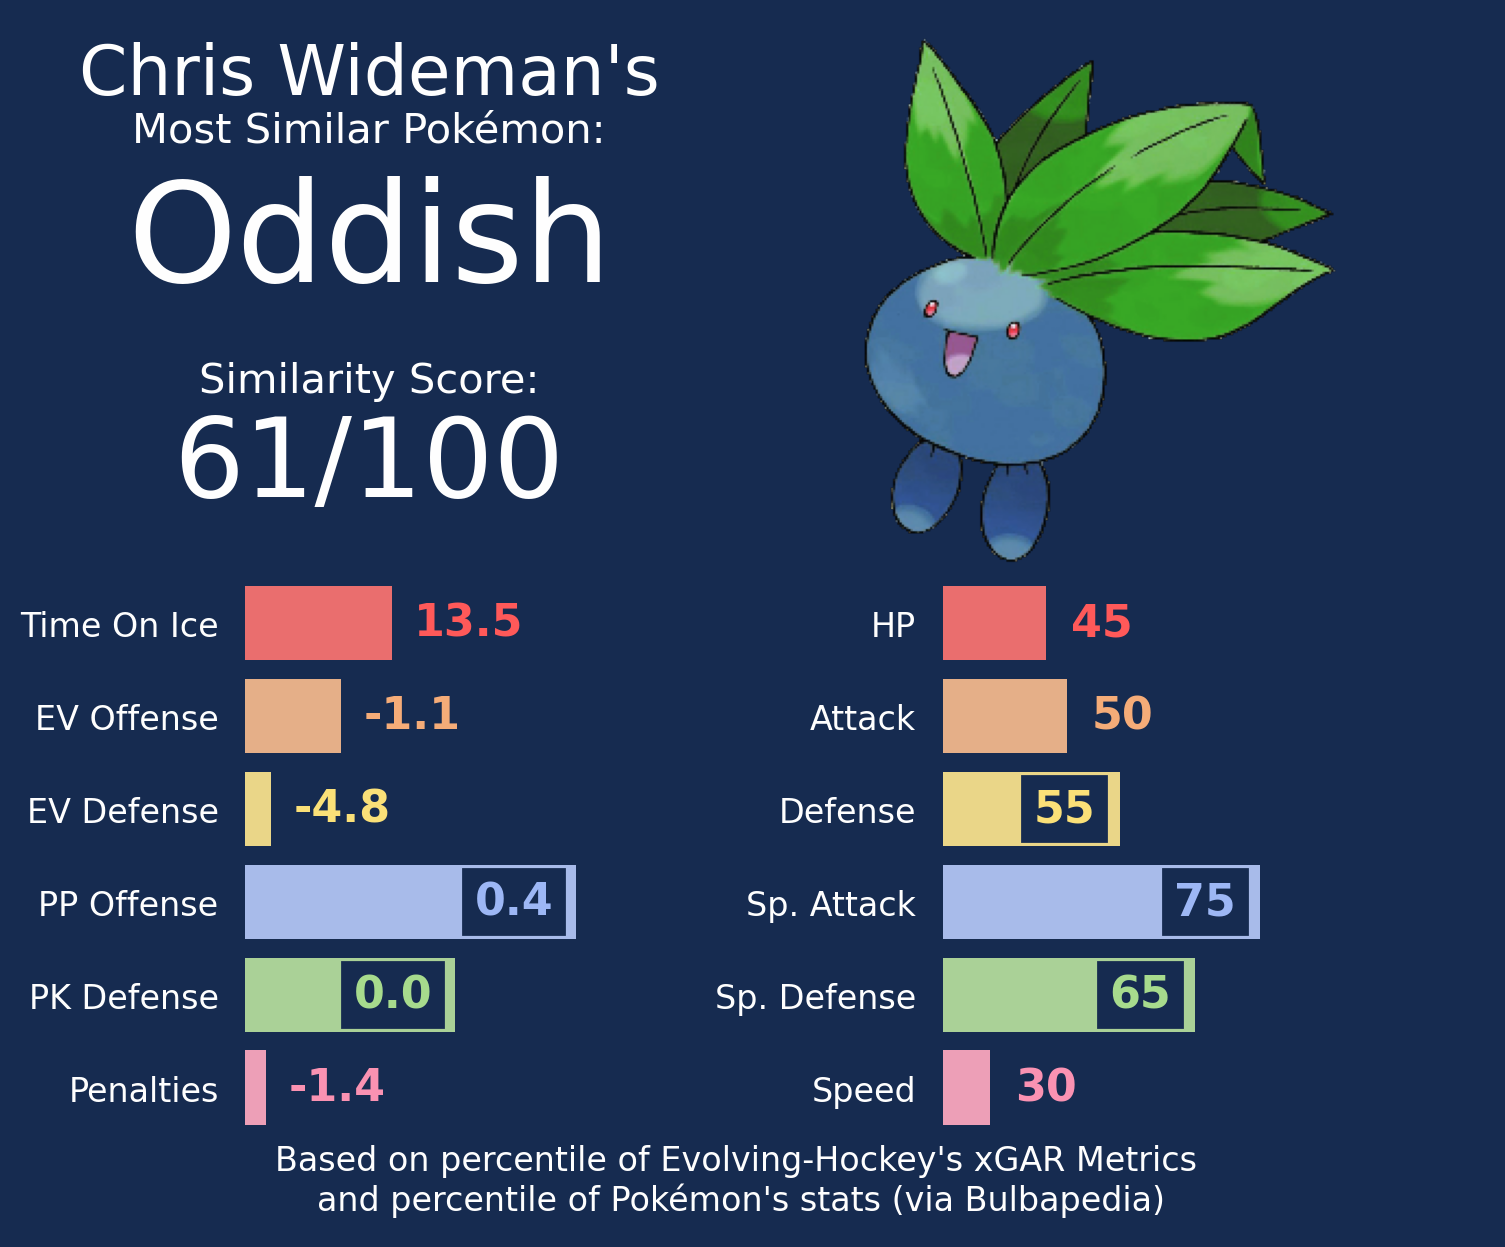 Chris Wideman's
Most Similar Pokémon:
Oddish
Similarity Score:
61/100
Time On Ice 13.5
EV Offense -1.1
EV Defense -4.8
PP Offense 0.4
PK Defense 0.0
Penalties -1.4
HP 45
Attack 50
Defense 55
Sp. Attack 75
Sp. Defense 65
Speed 30
Based on percentile of Evolving-Hockey's xGAR Metrics
and percentile of Pokémon's stats (via Bulbapedia)